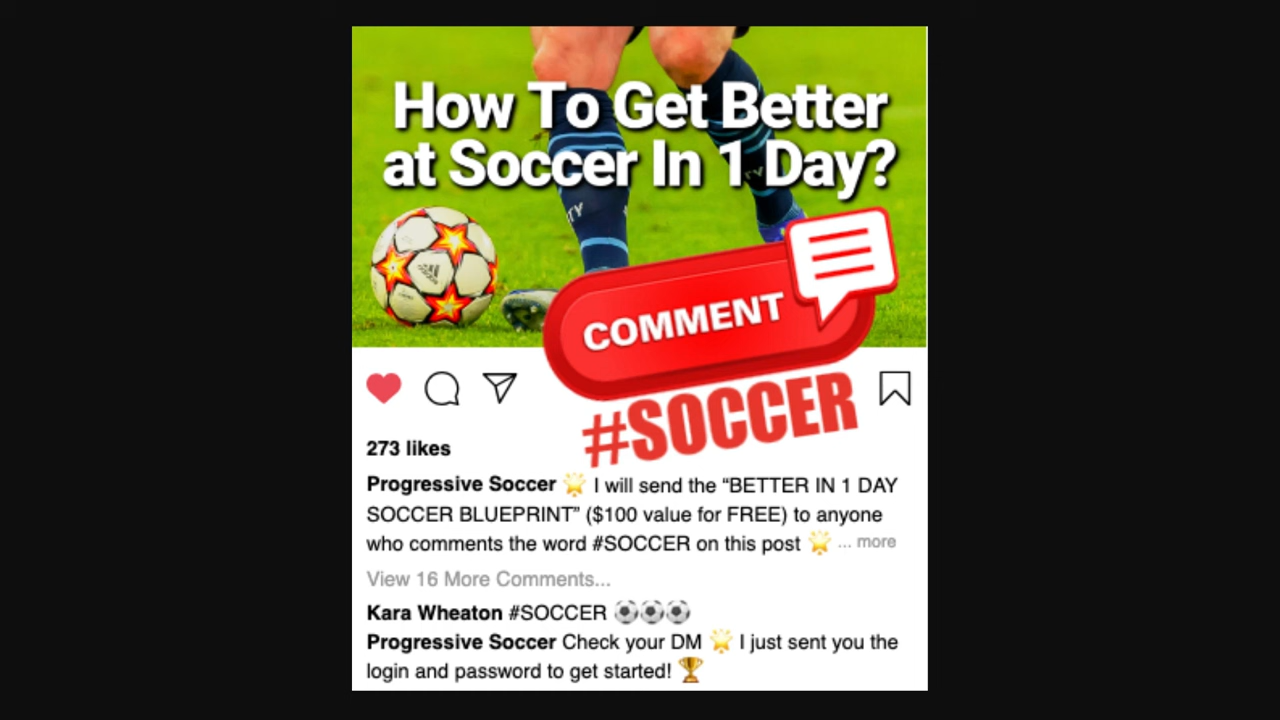 How To Get Better
at Soccer In 1 Day?
TY
TY
adidas
COMMENT
#SOCCER
273 likes
Progressive Soccer 🌟 I will send the “BETTER IN 1 DAY
SOCCER BLUEPRINT” ($100 value for FREE) to anyone
who comments the word #SOCCER on this post 🌟 ... more
View 16 More Comments...
Kara Wheaton #SOCCER ⚽⚽⚽
Progressive Soccer Check your DM 🌟 I just sent you the
login and password to get started! 🏆